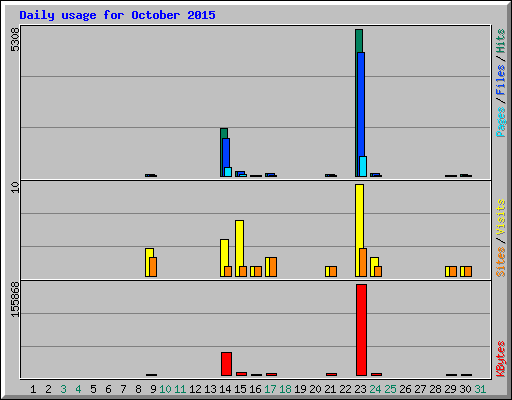 Daily usage for October 2015
5308
Pages / Files / Hits
10
Sites / Visits
155868
KBytes
1 2 3 4 5 6 7 8 9 10 11 12 13 14 15 16 17 18 19 20 21 22 23 24 25 26 27 28 29 30 31